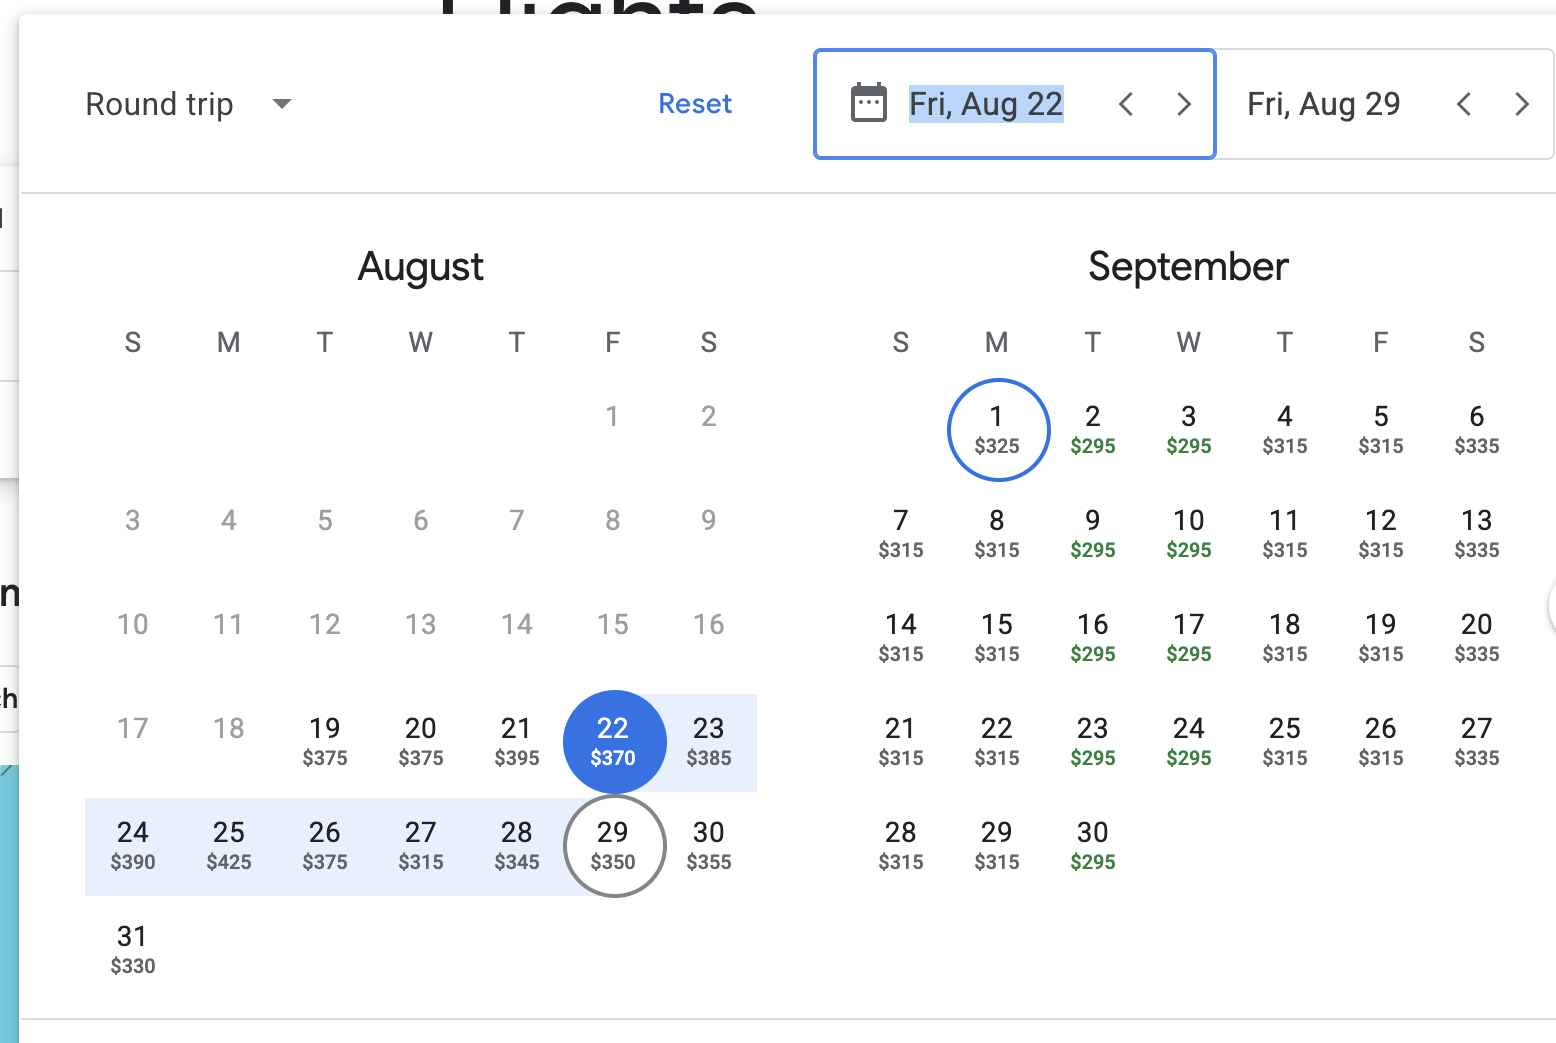 Flights
Round trip
Reset
Fri, Aug 22
Fri, Aug 29
August
S M T W T F S
1 2
3 4 5 6 7 8 9
10 11 12 13 14 15 16
17 18 19 20 21 22 23
$375 $375 $395 $370 $385
24 25 26 27 28 29 30
$390 $425 $375 $315 $345 $350 $355
31
$330
September
S M T W T F S
1 2 3 4 5 6
$325 $295 $295 $315 $315 $335
7 8 9 10 11 12 13
$315 $315 $295 $295 $315 $315 $335
14 15 16 17 18 19 20
$315 $315 $295 $295 $315 $315 $335
21 22 23 24 25 26 27
$315 $315 $295 $295 $315 $315 $335
28 29 30
$315 $315 $295